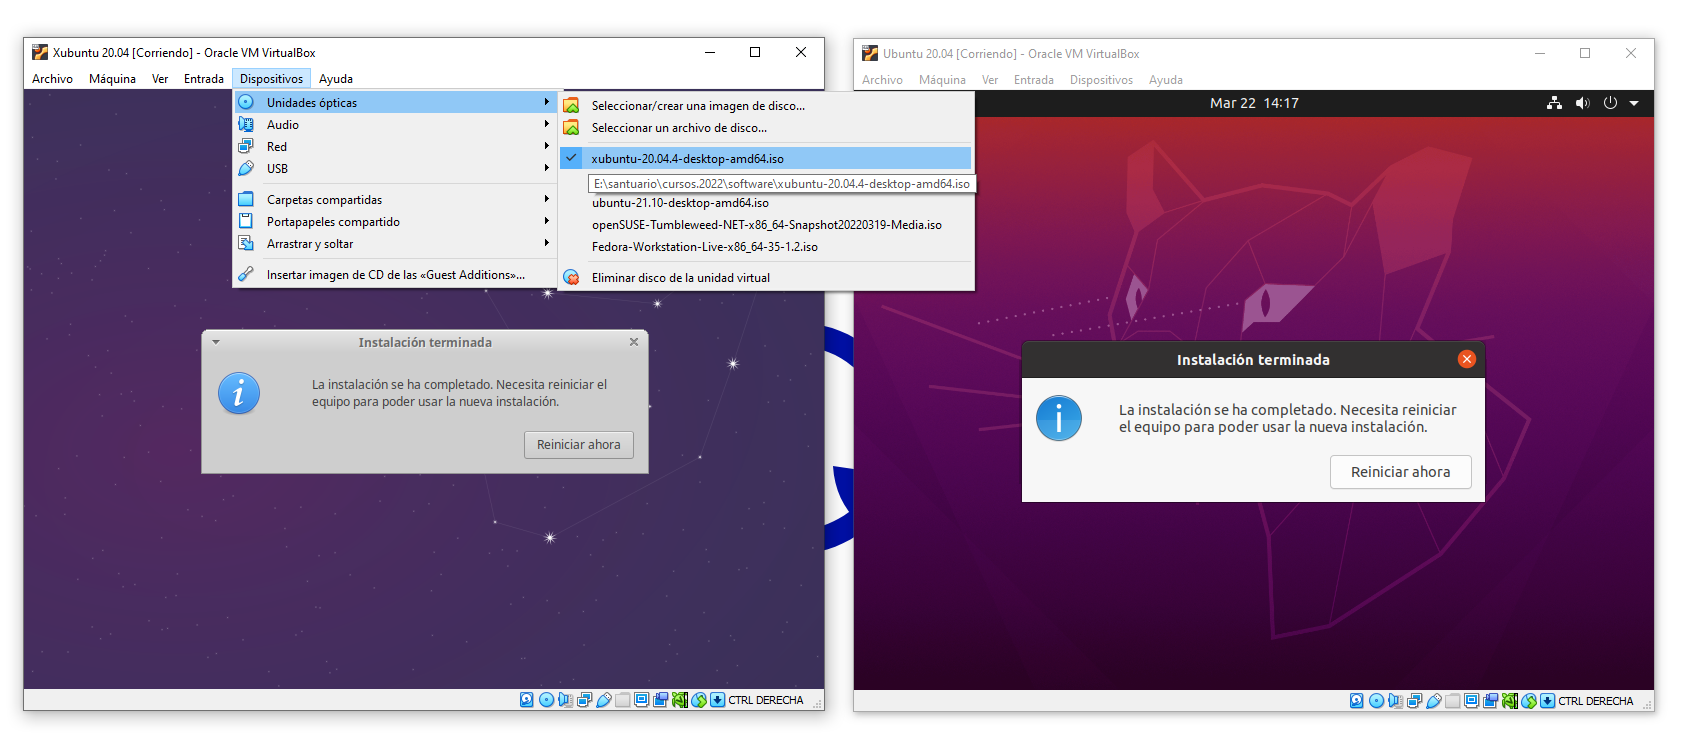 Xubuntu 20.04 [Corriendo] - Oracle VM VirtualBox
Archivo Máquina Ver Entrada Dispositivos Ayuda
Unidades ópticas
Audio
Red
USB
Carpetas compartidas
Portapapeles compartido
Arrastrar y soltar
Insertar imagen de CD de las «Guest Additions»...
Seleccionar/crear una imagen de disco...
Seleccionar un archivo de disco...
xubuntu-20.04.4-desktop-amd64.iso
E:\santuario\cursos.2022\software\xubuntu-20.04.4-desktop-amd64.iso
ubuntu-21.10-desktop-amd64.iso
openSUSE-Tumbleweed-NET-x86_64-Snapshot20220319-Media.iso
Fedora-Workstation-Live-x86_64-35-1.2.iso
Eliminar disco de la unidad virtual
Instalación terminada
La instalación se ha completado. Necesita reiniciar el
equipo para poder usar la nueva instalación.
Reiniciar ahora
CTRL DERECHA
Ubuntu 20.04 [Corriendo] - Oracle VM VirtualBox
Archivo Máquina Ver Entrada Dispositivos Ayuda
Mar 22 14:17
Instalación terminada
La instalación se ha completado. Necesita reiniciar
el equipo para poder usar la nueva instalación.
Reiniciar ahora
CTRL DERECHA